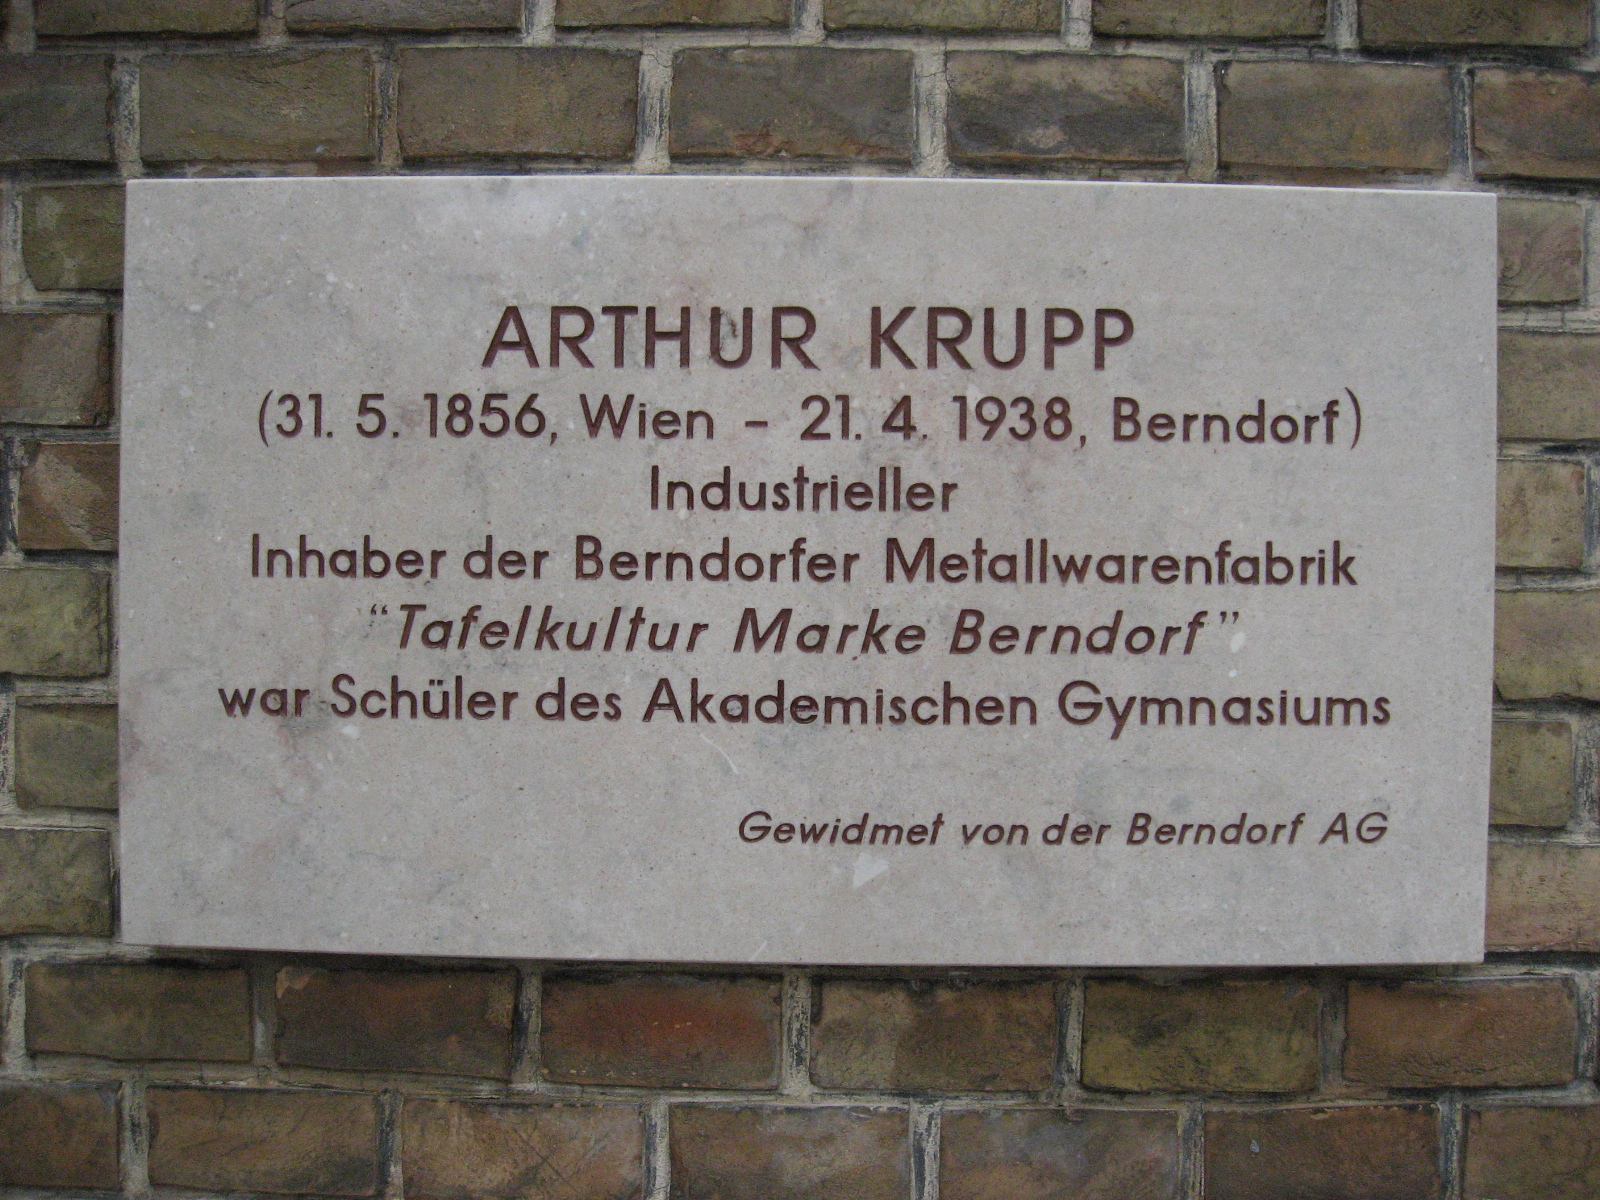 ARTHUR KRUPP
(31. 5. 1856, Wien – 21. 4. 1938, Berndorf)
Industrieller
Inhaber der Berndorfer Metallwarenfabrik
“Tafelkultur Marke Berndorf”
war Schüler des Akademischen Gymnasiums
Gewidmet von der Berndorf AG